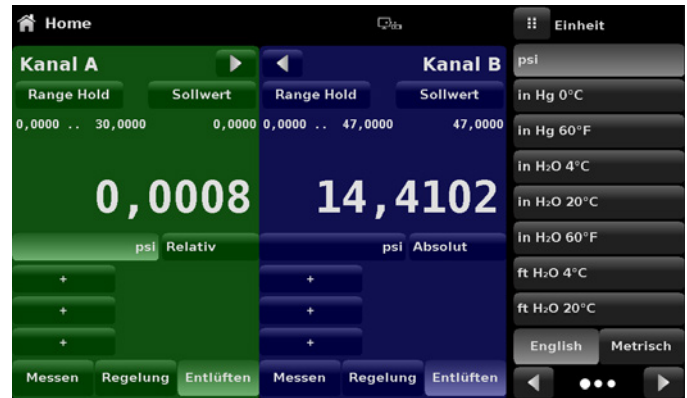 Home
Kanal A
Range Hold Sollwert
0,0000 .. 30,0000 0,0000
0,0008
psi Relativ
+
+
+
Messen Regelung Entlüften
Kanal B
Range Hold Sollwert
0,0000 .. 47,0000 47,0000
14,4102
psi Absolut
+
+
+
Messen Regelung Entlüften
Einheit
psi
in Hg 0°C
in Hg 60°F
in H₂O 4°C
in H₂O 20°C
in H₂O 60°F
ft H₂O 4°C
ft H₂O 20°C
English Metrisch